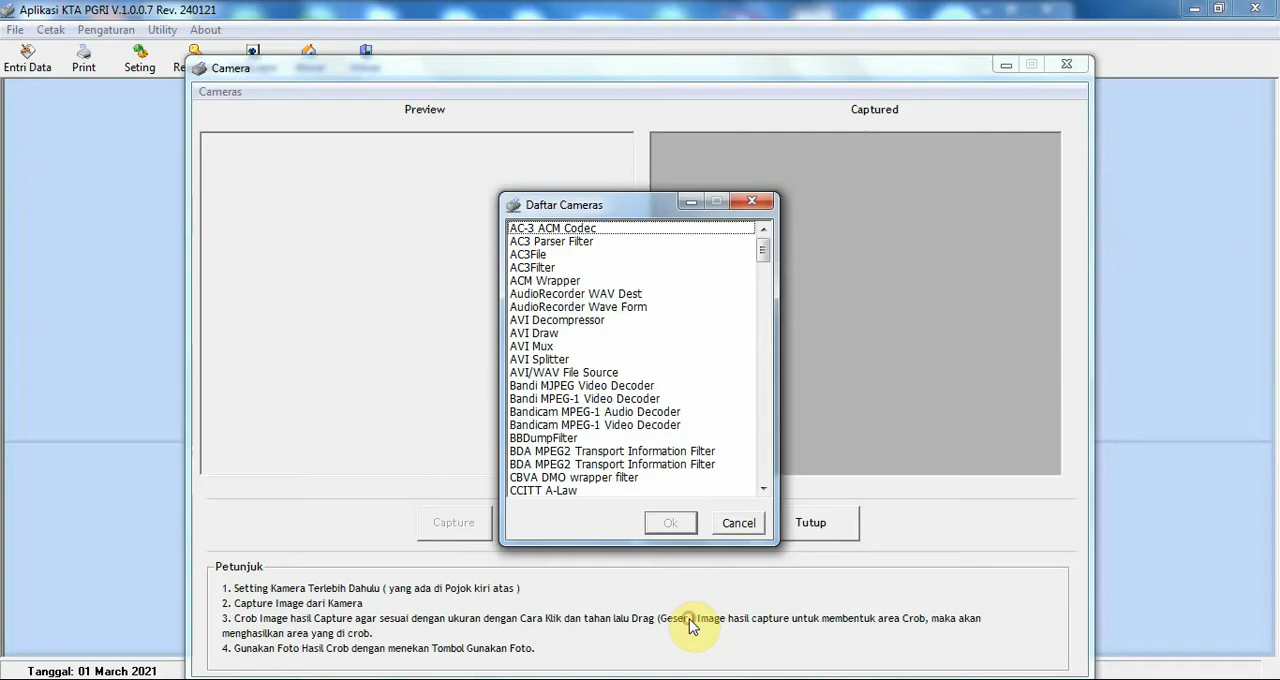 Aplikasi KTA PGRI V.1.0.0.7 Rev. 240121
File Cetak Pengaturan Utility About
Entri Data Print Seting
Camera
Cameras
Preview Captured
Daftar Cameras
AC-3 ACM Codec
AC3 Parser Filter
AC3File
AC3Filter
ACM Wrapper
AudioRecorder WAV Dest
AudioRecorder Wave Form
AVI Decompressor
AVI Draw
AVI Mux
AVI Splitter
AVI/WAV File Source
Bandi MJPEG Video Decoder
Bandi MPEG-1 Video Decoder
Bandicam MPEG-1 Audio Decoder
Bandicam MPEG-1 Video Decoder
BBDumpFilter
BDA MPEG2 Transport Information Filter
BDA MPEG2 Transport Information Filter
CBVA DMO wrapper filter
CCITT A-Law
Ok Cancel
Capture Tutup
Petunjuk
1. Setting Kamera Terlebih Dahulu ( yang ada di Pojok kiri atas )
2. Capture Image dari Kamera
3. Crob Image hasil Capture agar sesuai dengan ukuran dengan Cara Klik dan tahan lalu Drag Image hasil capture untuk membentuk area Crob, maka akan
menghasilkan area yang di crob.
4. Gunakan Foto Hasil Crob dengan menekan Tombol Gunakan Foto.
Tanggal: 01 March 2021